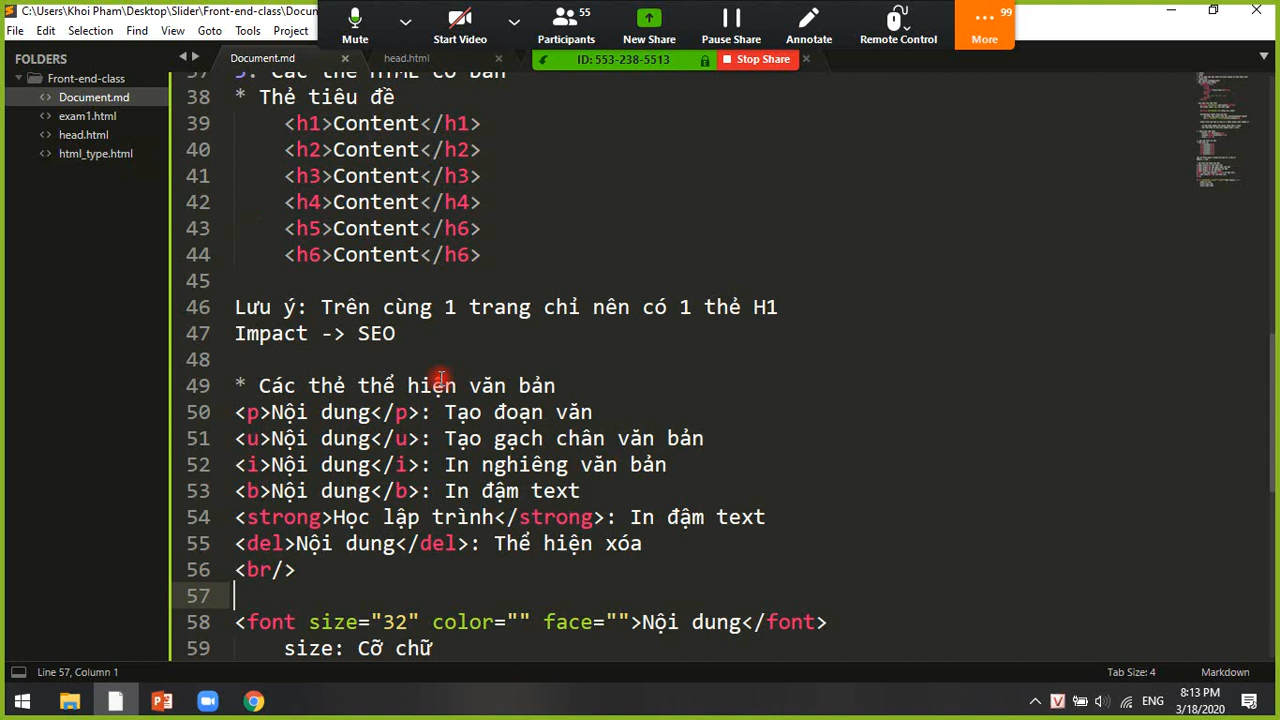 C:\Users\Khoi Pham\Desktop\Slider\Front-end-class\Docum
File Edit Selection Find View Goto Tools Project
Mute
Start Video
55
Participants
New Share
Pause Share
Annotate
Remote Control
99
More
ID: 553-238-5513
Stop Share
FOLDERS
Front-end-class
Document.md
exam1.html
head.html
html_type.html
Document.md
head.html
37 3. Các thẻ HTML cơ bản
38 * Thẻ tiêu đề
39 <h1>Content</h1>
40 <h2>Content</h2>
41 <h3>Content</h3>
42 <h4>Content</h4>
43 <h5>Content</h6>
44 <h6>Content</h6>
45
46 Lưu ý: Trên cùng 1 trang chỉ nên có 1 thẻ H1
47 Impact -> SEO
48
49 * Các thẻ thể hiện văn bản
50 <p>Nội dung</p>: Tạo đoạn văn
51 <u>Nội dung</u>: Tạo gạch chân văn bản
52 <i>Nội dung</i>: In nghiêng văn bản
53 <b>Nội dung</b>: In đậm text
54 <strong>Học lập trình</strong>: In đậm text
55 <del>Nội dung</del>: Thể hiện xóa
56 <br/>
57
58 <font size="32" color="" face="">Nội dung</font>
59 size: Cỡ chữ
Line 57, Column 1
Tab Size: 4
Markdown
ENG
8:13 PM
3/18/2020